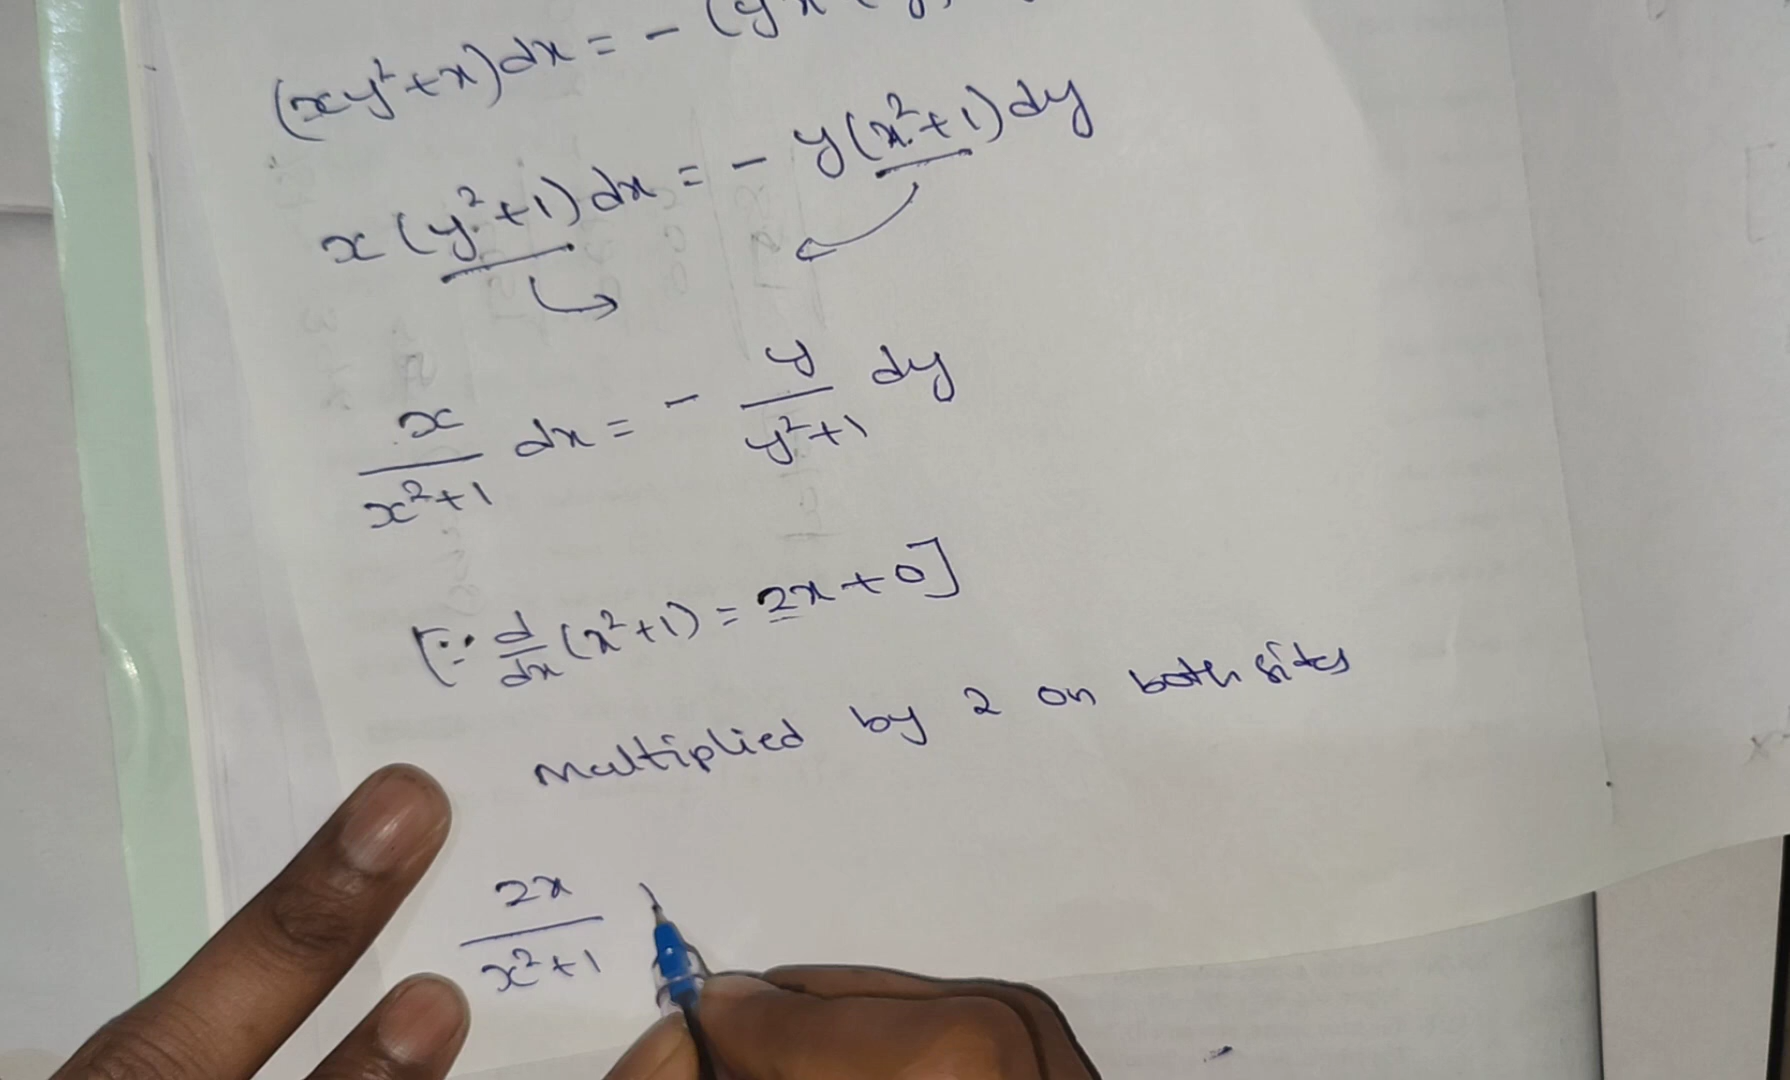 (xy²+x)dx = - (yx
x(y²+1)dx = - y(x²+1)dy
x/(x²+1) dx = - y/(y²+1) dy
[∵ d/dx (x²+1) = 2x+0]
multiplied by 2 on both sides
2x/(x²+1)